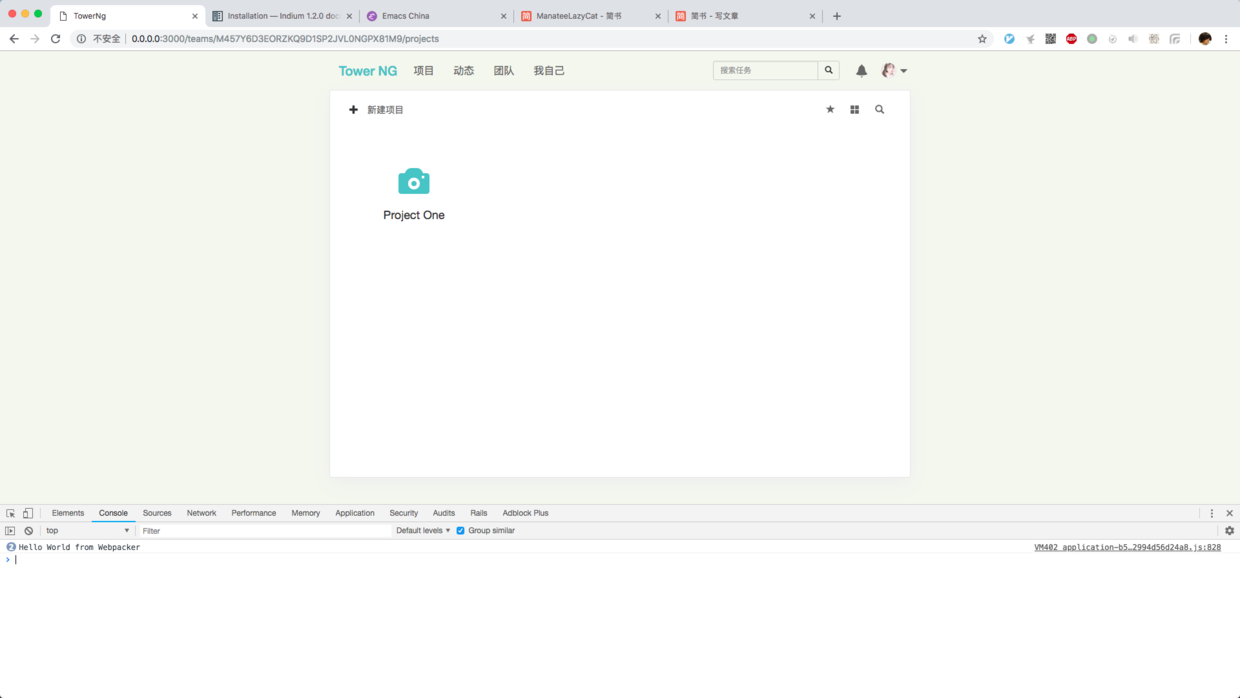 TowerNg
Installation — Indium 1.2.0 doc
Emacs China
ManateeLazyCat - 简书
简书 - 写文章
不安全 0.0.0.0:3000/teams/M457Y6D3EORZKQ9D1SP2JVL0NGPX81M9/projects
ABP
Tower NG 项目 动态 团队 我自己 搜索任务
新建项目
Project One
Elements Console Sources Network Performance Memory Application Security Audits Rails Adblock Plus
top Filter Default levels Group similar
2 Hello World from Webpacker VM402 application-b5…2994d56d24a8.js:828